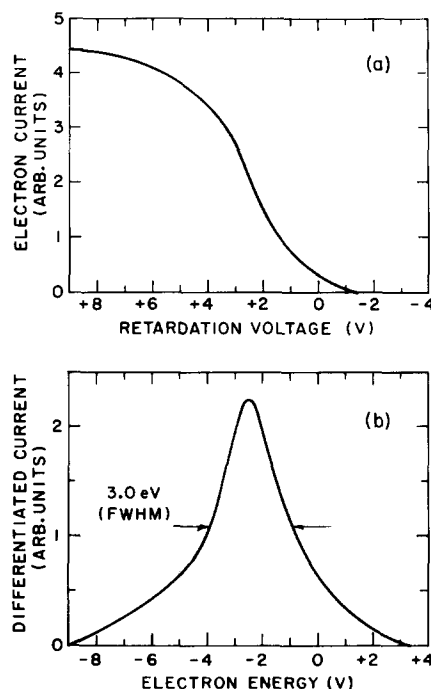 (a)
ELECTRON CURRENT
(ARB. UNITS)
5
4
3
2
1
0
+8 +6 +4 +2 0 -2 -4
RETARDATION VOLTAGE (V)
(b)
DIFFERENTIATED CURRENT
(ARB. UNITS)
2
1
0
3.0 eV
(FWHM)
-8 -6 -4 -2 0 +2 +4
ELECTRON ENERGY (V)